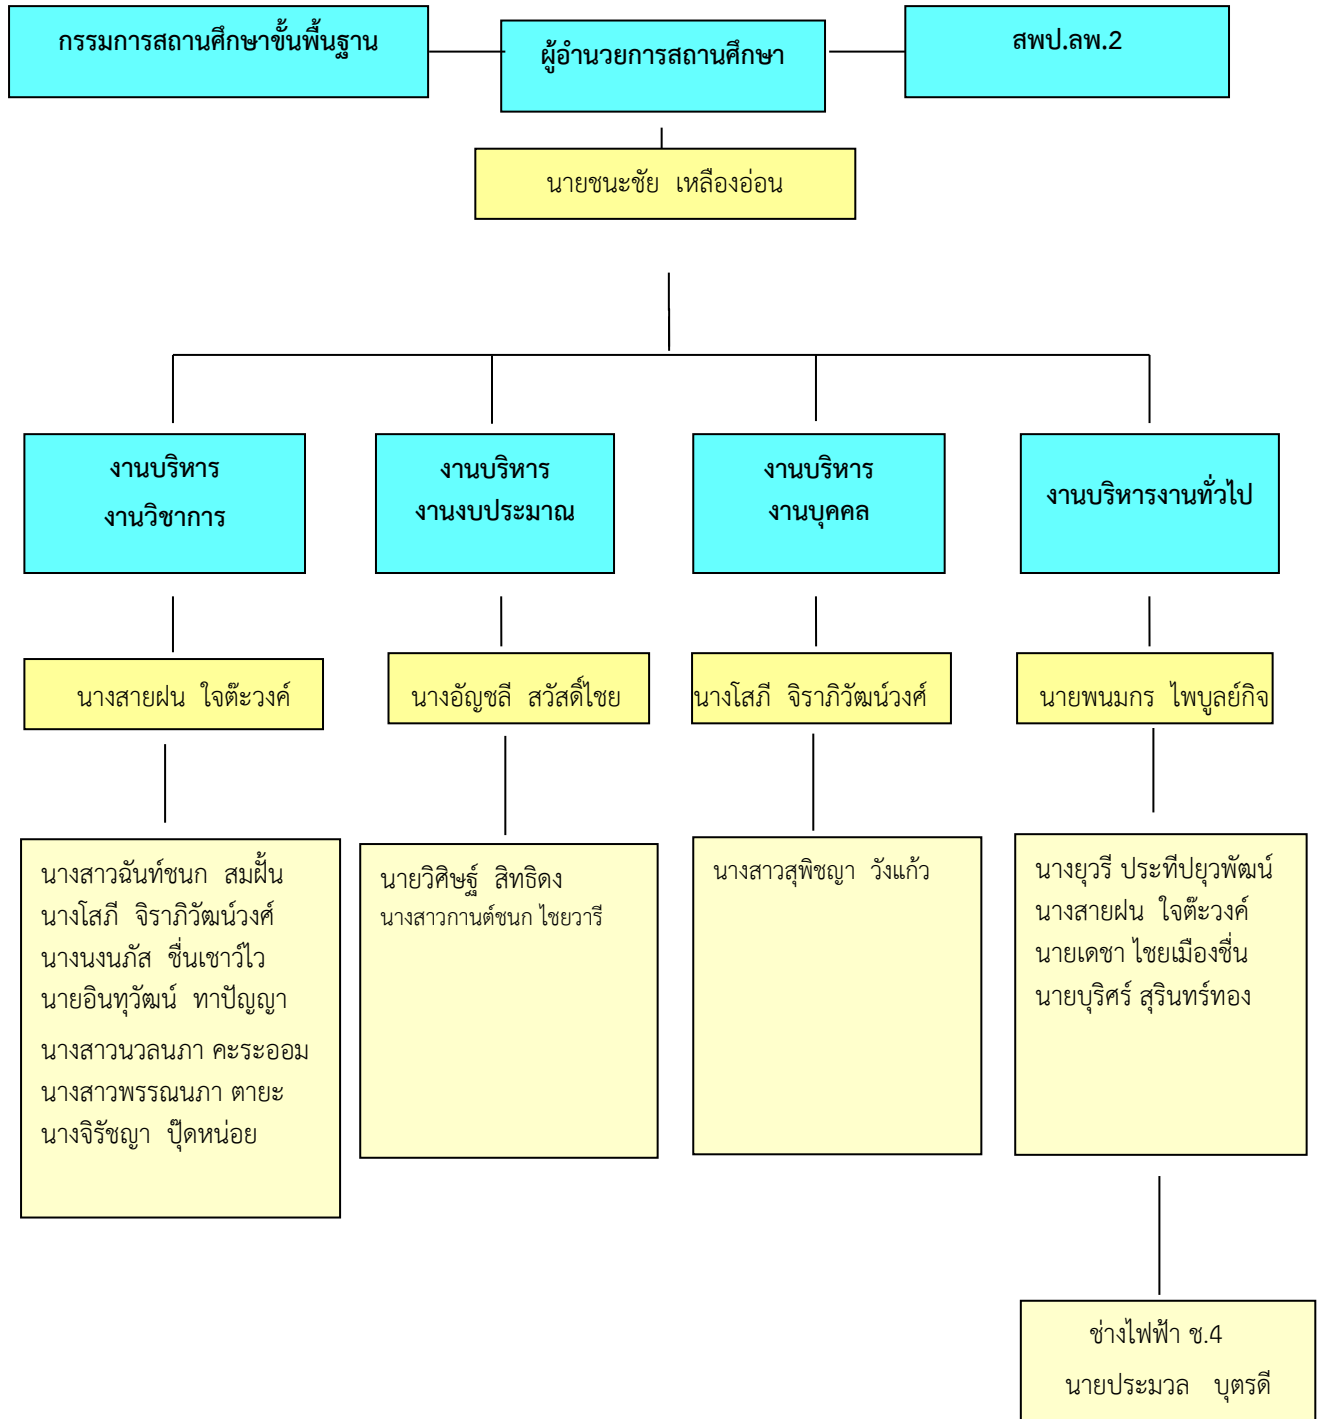 กรรมการสถานศึกษาขั้นพื้นฐาน
ผู้อำนวยการสถานศึกษา
สพป.ลพ.2
นายชนะชัย เหลืองอ่อน
งานบริหาร
งานวิชาการ
งานบริหาร
งานงบประมาณ
งานบริหาร
งานบุคคล
งานบริหารงานทั่วไป
นางสายฝน ใจต๊ะวงค์
นางอัญชลี สวัสดิ์ไชย
นางโสภี จิราภิวัฒน์วงศ์
นายพนมกร ไพบูลย์กิจ
นางสาวฉันท์ชนก สมฝั้น
นางโสภี จิราภิวัฒน์วงศ์
นางนงนภัส ชื่นเชาว์ไว
นายอินทุวัฒน์ ทาปัญญา
นางสาวนวลนภา คะระออม
นางสาวพรรณนภา ตายะ
นางจิรัชญา ปุ๊ดหน่อย
นายวิศิษฐ์ สิทธิดง
นางสาวกานต์ชนก ไชยวารี
นางสาวสุพิชญา วังแก้ว
นางยุวรี ประทีปยุวพัฒน์
นางสายฝน ใจต๊ะวงค์
นายเดชา ไชยเมืองชื่น
นายบุริศร์ สุรินทร์ทอง
ช่างไฟฟ้า ช.4
นายประมวล บุตรดี